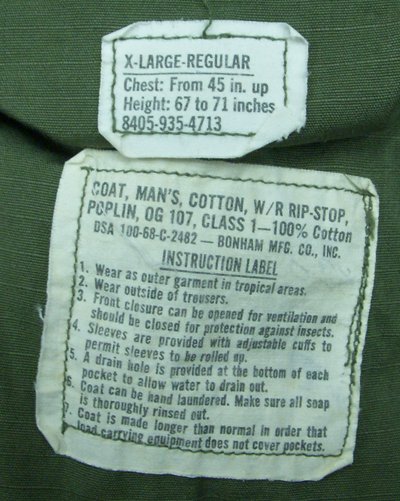 X-LARGE-REGULAR
Chest: From 45 in. up
Height: 67 to 71 inches
8405-935-4713
COAT, MAN'S, COTTON, W/R RIP-STOP,
POPLIN, OG 107, CLASS 1—100% Cotton
DSA 100-68-C-2482 — BONHAM MFG. CO., INC.
INSTRUCTION LABEL
1. Wear as outer garment in tropical areas.
2. Wear outside of trousers.
3. Front closure can be opened for ventilation and
should be closed for protection against insects.
4. Sleeves are provided with adjustable cuffs to
permit sleeves to be rolled up.
5. A drain hole is provided at the bottom of each
pocket to allow water to drain out.
6. Coat can be hand laundered. Make sure all soap
is thoroughly rinsed out.
7. Coat is made longer than normal in order that
load carrying equipment does not cover pockets.